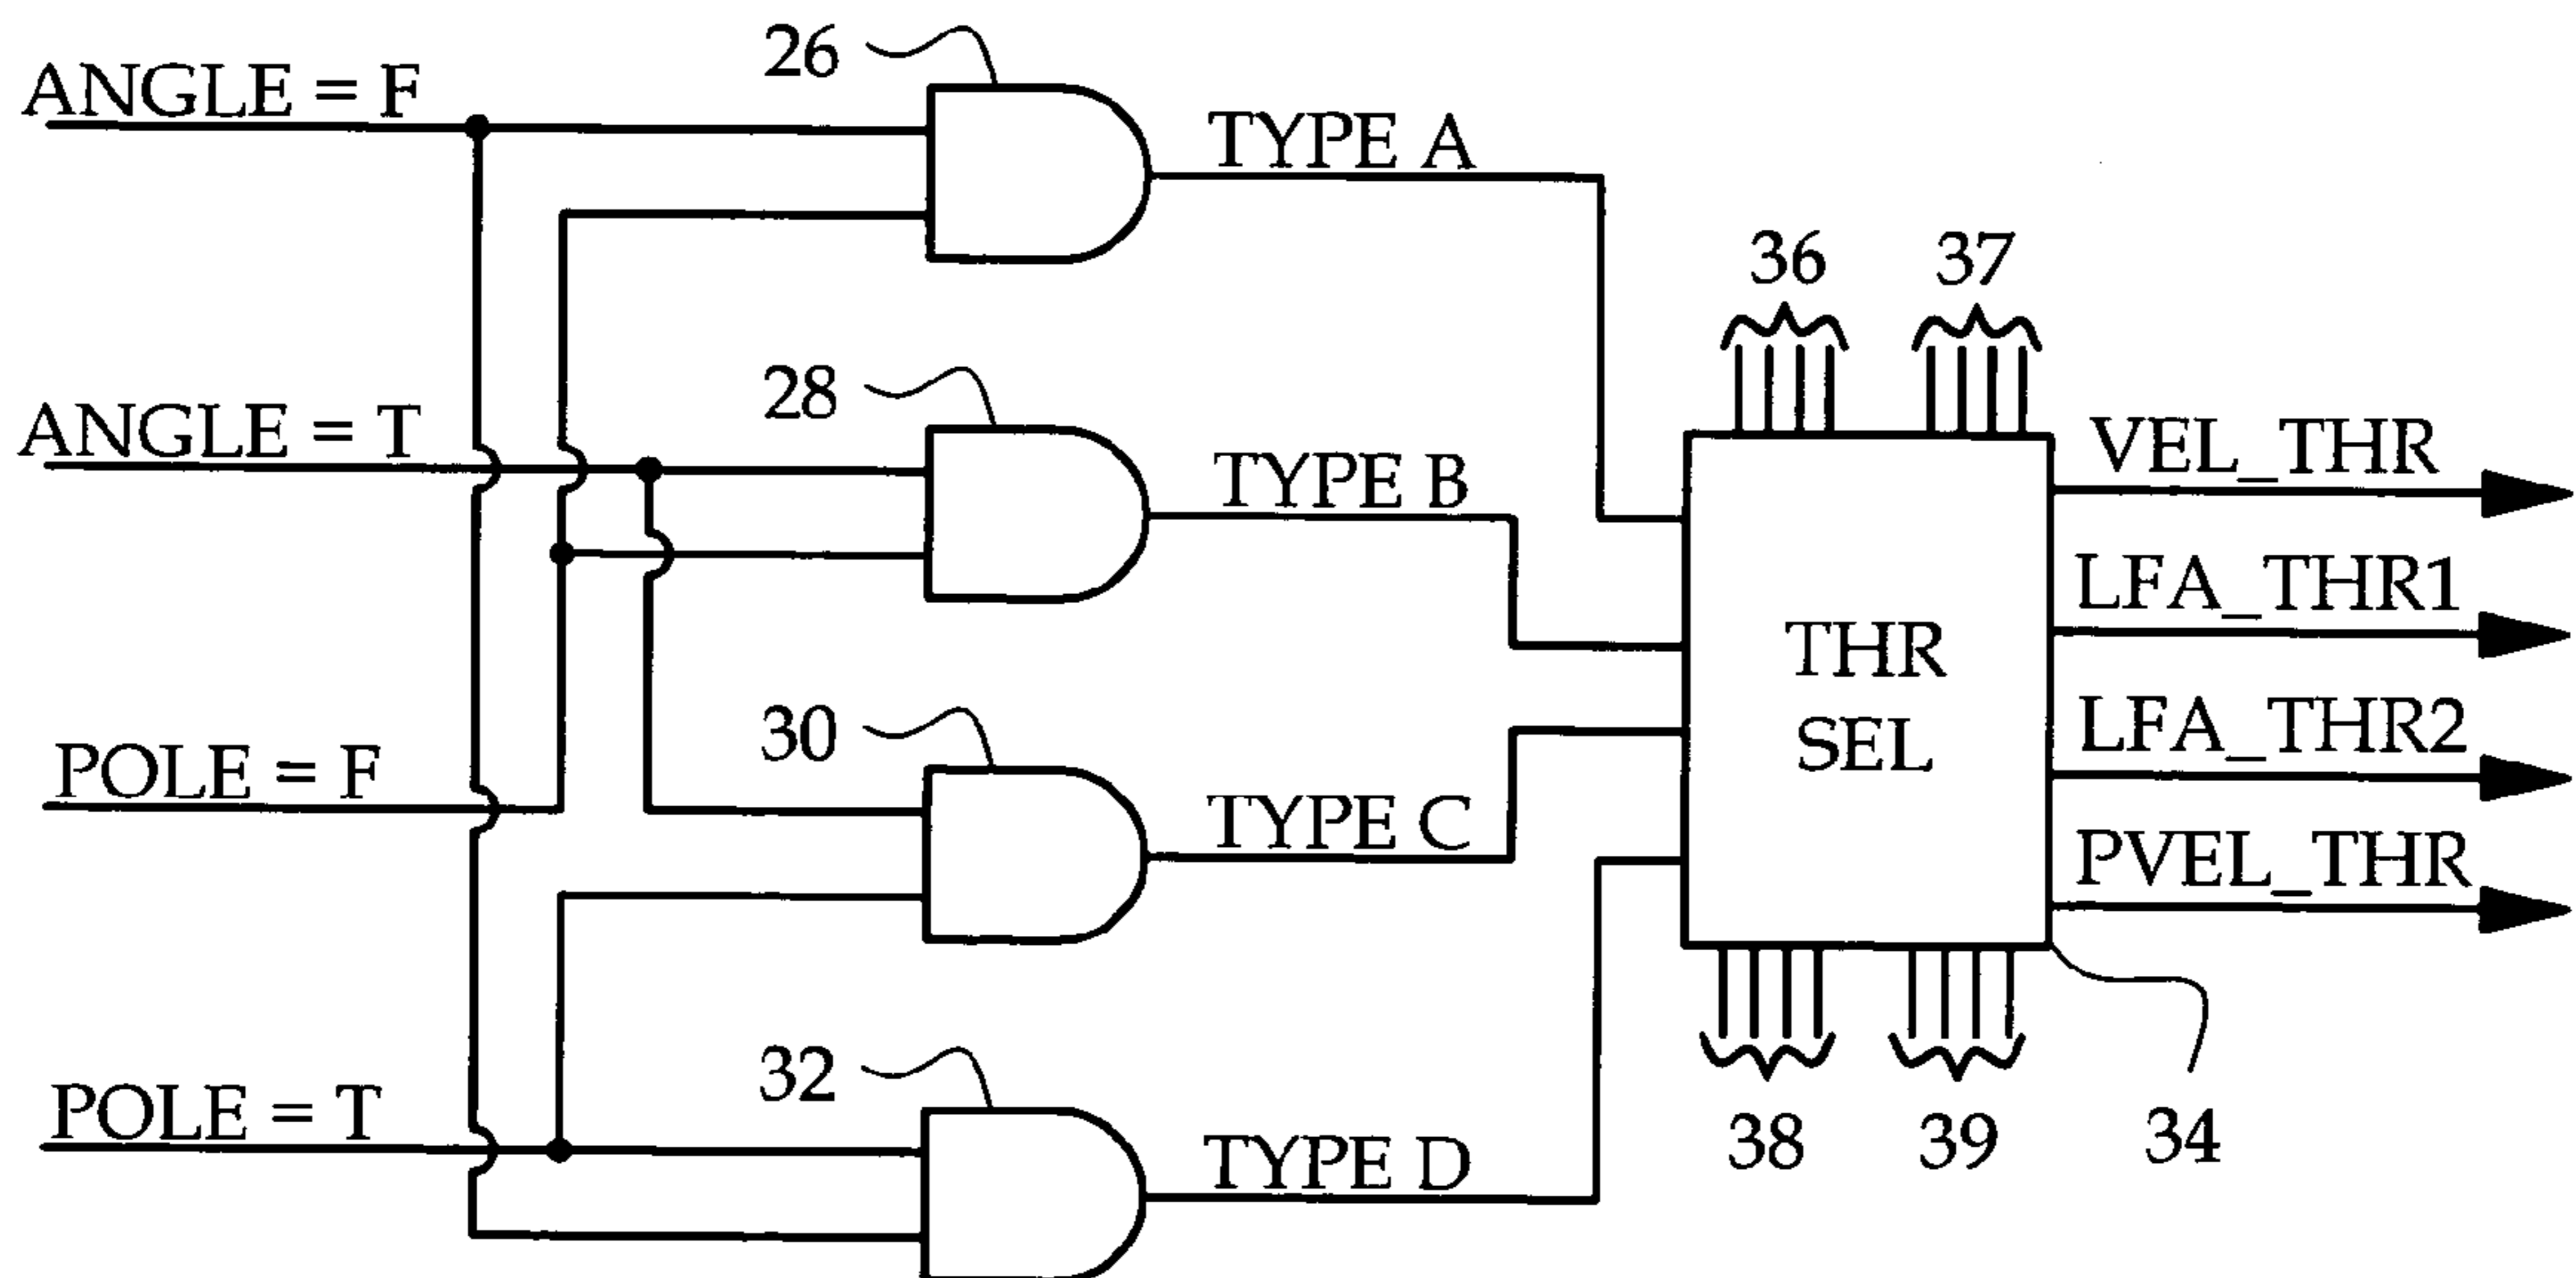 26
ANGLE = F
TYPE A
36
37
28
ANGLE = T
TYPE B
VEL_THR
LFA_THR1
THR
SEL
LFA_THR2
30
POLE = F
TYPE C
PVEL_THR
32
POLE = T
TYPE D
38
39
34